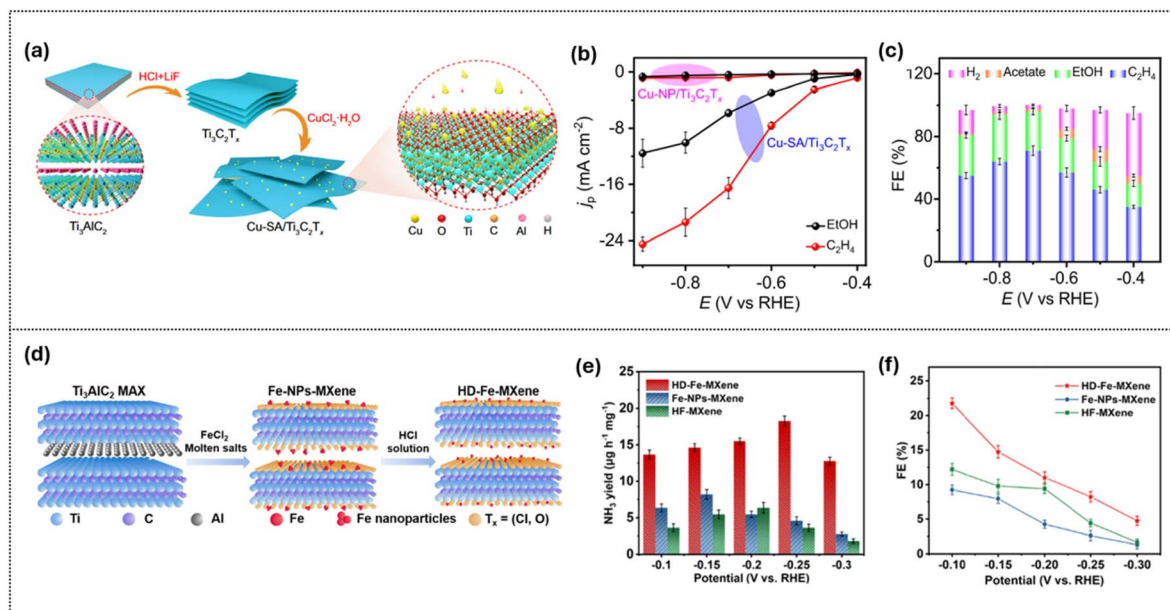 (a)
HCl+LiF
Ti₃C₂Tₓ
CuCl₂·H₂O
Ti₃AlC₂
Cu-SA/Ti₃C₂Tₓ
Cu O Ti C Al H
(b)
0
-8
-16
-24
jₚ (mA cm⁻²)
Cu-NP/Ti₃C₂Tₓ
Cu-SA/Ti₃C₂Tₓ
EtOH
C₂H₄
-0.8 -0.6 -0.4
E (V vs RHE)
(c)
H₂ Acetate EtOH C₂H₄
120
80
40
0
FE (%)
-0.8 -0.6 -0.4
E (V vs RHE)
(d)
Ti₃AlC₂ MAX
Fe-NPs-MXene
HD-Fe-MXene
FeCl₂
Molten salts
HCl
solution
Ti C Al Fe Fe nanoparticles Tₓ = (Cl, O)
(e)
HD-Fe-MXene
Fe-NPs-MXene
HF-MXene
25
20
15
10
5
0
NH₃ yield (μg h⁻¹ mg⁻¹)
-0.1 -0.15 -0.2 -0.25 -0.3
Potential (V vs. RHE)
(f)
HD-Fe-MXene
Fe-NPs-MXene
HF-MXene
25
20
15
10
5
0
FE (%)
-0.10 -0.15 -0.20 -0.25 -0.30
Potential (V vs. RHE)